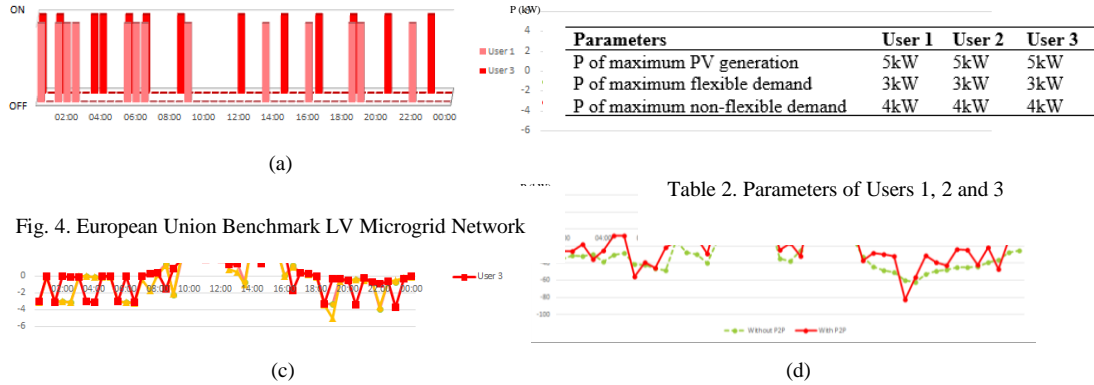 ON
User 1
User 3
OFF
02:00 04:00 06:00 08:00 10:00 12:00 14:00 16:00 18:00 20:00 22:00 00:00
(a)
P (kW)
6
4
2
0
-2
-4
-6
Parameters User 1 User 2 User 3
P of maximum PV generation 5kW 5kW 5kW
P of maximum flexible demand 3kW 3kW 3kW
P of maximum non-flexible demand 4kW 4kW 4kW
Table 2. Parameters of Users 1, 2 and 3
Fig. 4. European Union Benchmark LV Microgrid Network
0
-2
-4
-6
02:00 04:00 06:00 08:00 10:00 12:00 14:00 16:00 18:00 20:00 22:00 00:00
User 3
(c)
04:00
-60
-80
-100
Without P2P With P2P
(d)